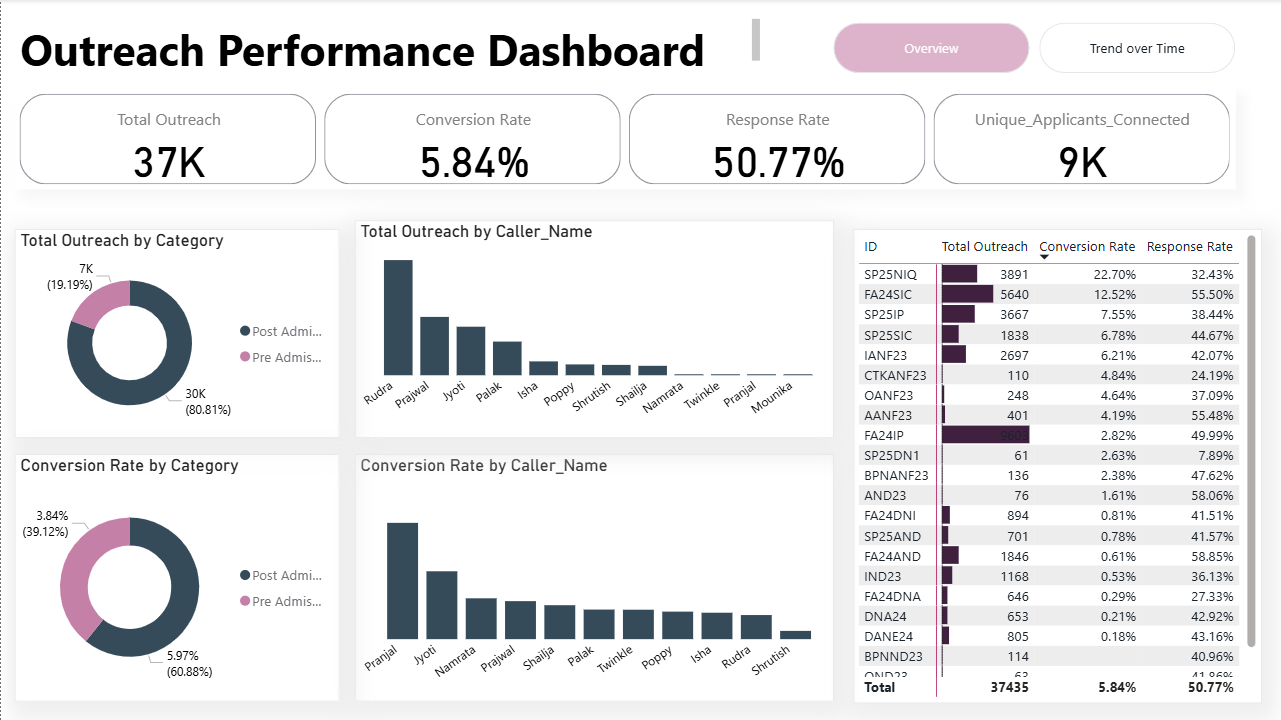 Outreach Performance Dashboard
Overview
Trend over Time
Total Outreach
37K
Conversion Rate
5.84%
Response Rate
50.77%
Unique_Applicants_Connected
9K
Total Outreach by Category
7K
(19.19%)
30K
(80.81%)
Post Admi...
Pre Admis...
Total Outreach by Caller_Name
Rudra
Prajwal
Jyoti
Palak
Isha
Poppy
Shrutish
Shailja
Namrata
Twinkle
Pranjal
Mounika
Conversion Rate by Category
3.84%
(39.12%)
5.97%
(60.88%)
Post Admi...
Pre Admis...
Conversion Rate by Caller_Name
Pranjal
Jyoti
Namrata
Prajwal
Shailja
Palak
Twinkle
Poppy
Isha
Rudra
Shrutish
ID Total Outreach Conversion Rate Response Rate
SP25NIQ 3891 22.70% 32.43%
FA24SIC 5640 12.52% 55.50%
SP25IP 3667 7.55% 38.44%
SP25SIC 1838 6.78% 44.67%
IANF23 2697 6.21% 42.07%
CTKANF23 110 4.84% 24.19%
OANF23 248 4.64% 37.09%
AANF23 401 4.19% 55.48%
FA24IP 2.82% 49.99%
SP25DN1 61 2.63% 7.89%
BPNANF23 136 2.38% 47.62%
AND23 76 1.61% 58.06%
FA24DNI 894 0.81% 41.51%
SP25AND 701 0.78% 41.57%
FA24AND 1846 0.61% 58.85%
IND23 1168 0.53% 36.13%
FA24DNA 646 0.29% 27.33%
DNA24 653 0.21% 42.92%
DANE24 805 0.18% 43.16%
BPNND23 114 40.96%
OND23 63 41.86%
Total 37435 5.84% 50.77%